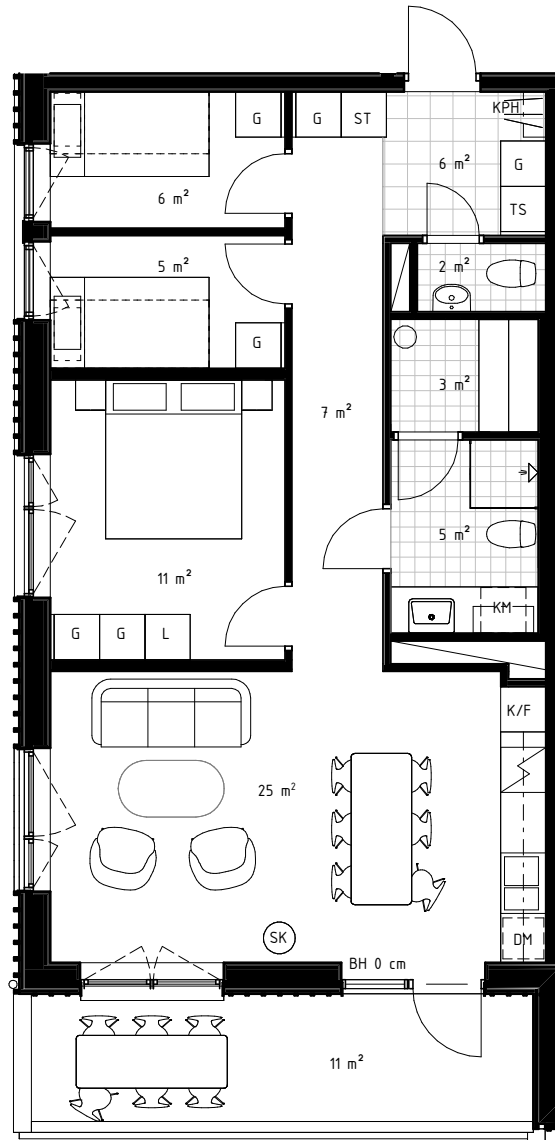 KPH
G
G
ST
6 m²
G
6 m²
TS
5 m²
2 m²
G
3 m²
7 m²
5 m²
11 m²
KM
G
G
L
K/F
25 m²
SK
DM
BH 0 cm
11 m²